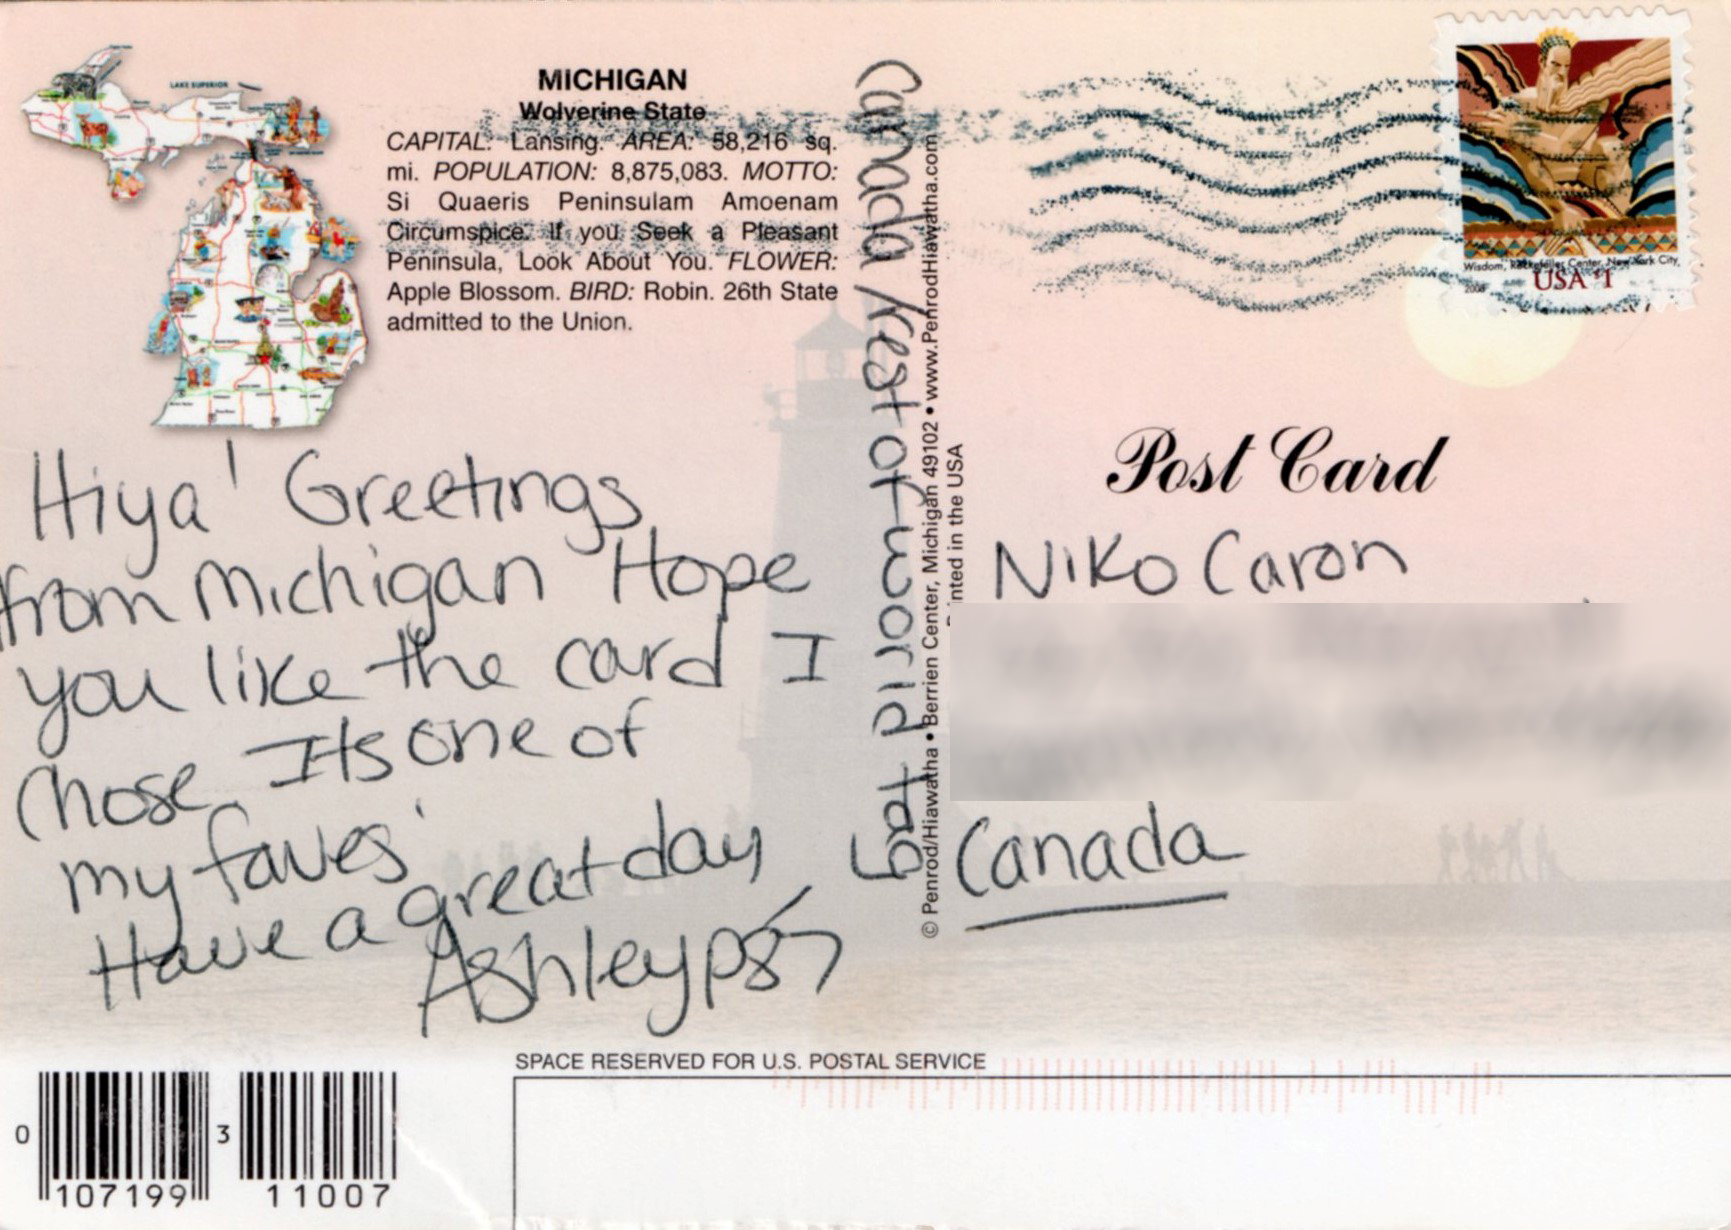 LAKE SUPERIOR
MICHIGAN
Wolverine State
CAPITAL: Lansing. AREA: 58,216 sq.
mi. POPULATION: 8,875,083. MOTTO:
Si Quaeris Peninsulam Amoenam
Circumspice. If you Seek a Pleasant
Peninsula, Look About You. FLOWER:
Apple Blossom. BIRD: Robin. 26th State
admitted to the Union.
Hiya! Greetings
from Michigan Hope
you like the card I
chose. Its one of
my faves!
Have a great day
Ashley ps
Eat plenty of rest
Canada
© Penrod/Hiawatha • Berrien Center, Michigan 49102 • www.PenrodHiawatha.com
Printed in the USA
Wisdom, Rockefeller Center, New York City
2008
USA $1
Post Card
Niko Caron
Canada
SPACE RESERVED FOR U.S. POSTAL SERVICE
0 107199 3 11007